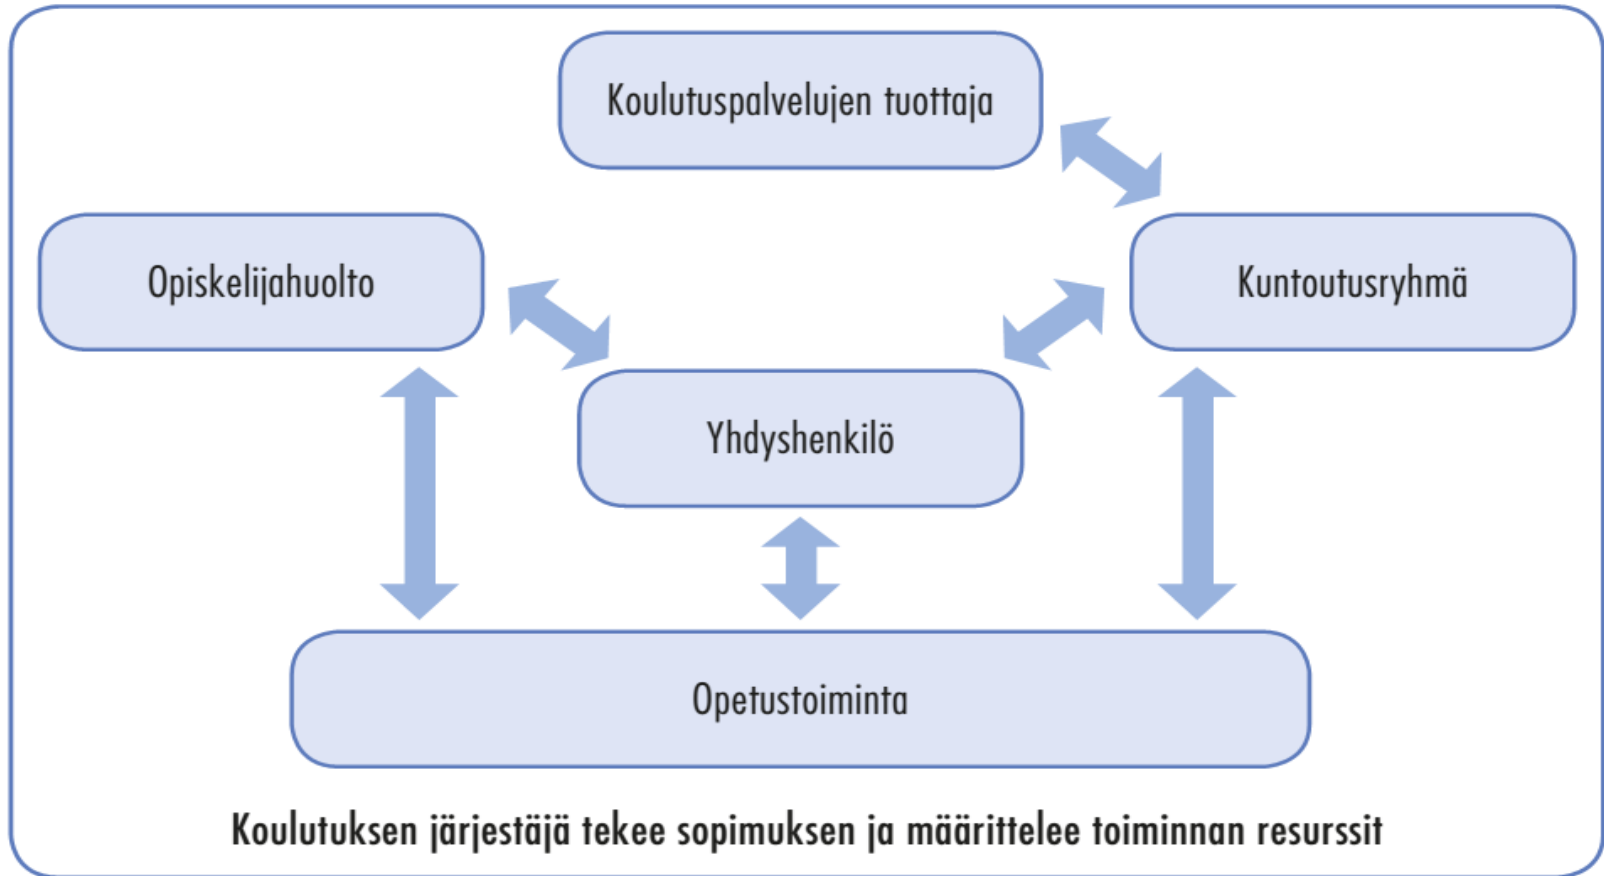 Koulutuspalvelujen tuottaja
Opiskelijahuolto
Kuntoutusryhmä
Yhdyshenkilö
Opetustoiminta
Koulutuksen järjestäjä tekee sopimuksen ja määrittelee toiminnan resurssit